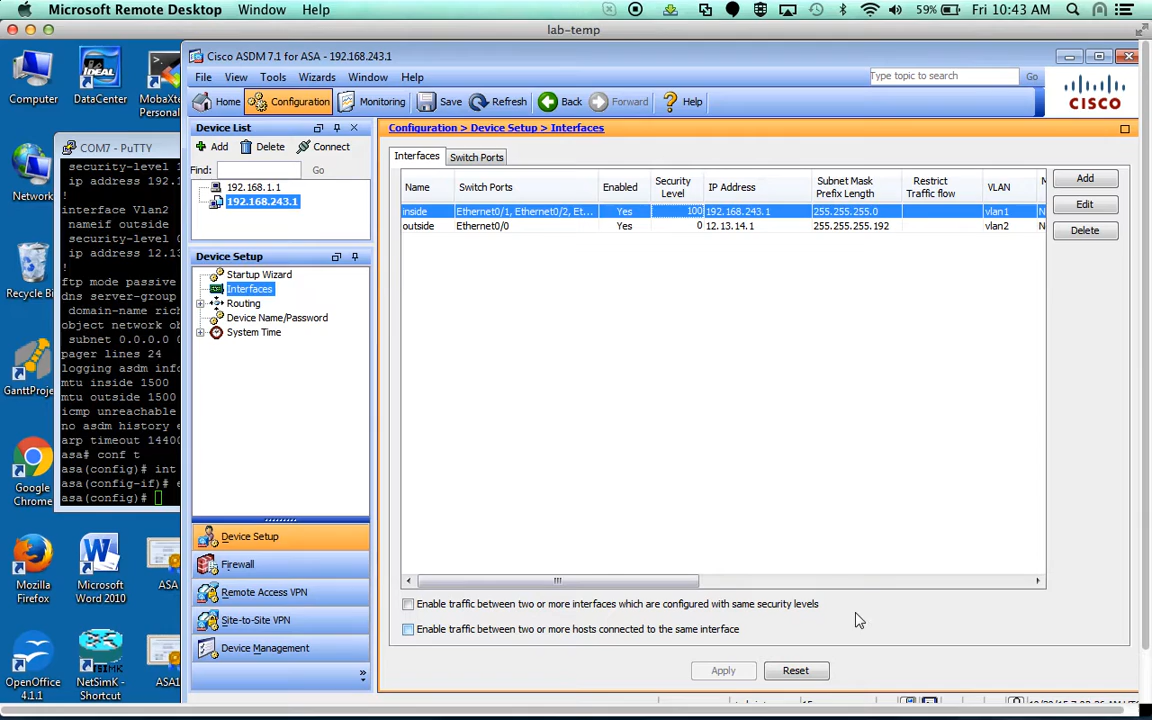 Microsoft Remote Desktop Window Help 59% Fri 10:43 AM
lab-temp
Computer
DataCenter
MobaXte
Personal
Network
Recycle Bi
GanttProje
Google
Chrome
Mozilla
Firefox
Microsoft
Word 2010
ASA
OpenOffice
4.1.1
NetSimK -
Shortcut
ASA1
COM7 - PuTTY
security-level 1
ip address 192.1
!
interface Vlan2
nameif outside
security-level 0
ip address 12.13
!
ftp mode passive
dns server-group
domain-name rich
object network ob
subnet 0.0.0.0 0
pager lines 24
logging asdm info
mtu inside 1500
mtu outside 1500
icmp unreachable
no asdm history e
arp timeout 14400
asa# conf t
asa(config)# int
asa(config-if)# e
asa(config)#
Cisco ASDM 7.1 for ASA - 192.168.243.1
File View Tools Wizards Window Help
Type topic to search Go
CISCO
Home Configuration Monitoring Save Refresh Back Forward Help
Device List
Add Delete Connect
Find: Go
192.168.1.1
192.168.243.1
Device Setup
Startup Wizard
Interfaces
Routing
Device Name/Password
System Time
Device Setup
Firewall
Remote Access VPN
Site-to-Site VPN
Device Management
Configuration > Device Setup > Interfaces
Interfaces Switch Ports
Name Switch Ports Enabled Security Level IP Address Subnet Mask Prefix Length Restrict Traffic flow VLAN
inside Ethernet0/1, Ethernet0/2, Et... Yes 100 192.168.243.1 255.255.255.0 vlan1
outside Ethernet0/0 Yes 0 12.13.14.1 255.255.255.192 vlan2
Add
Edit
Delete
Enable traffic between two or more interfaces which are configured with same security levels
Enable traffic between two or more hosts connected to the same interface
Apply Reset